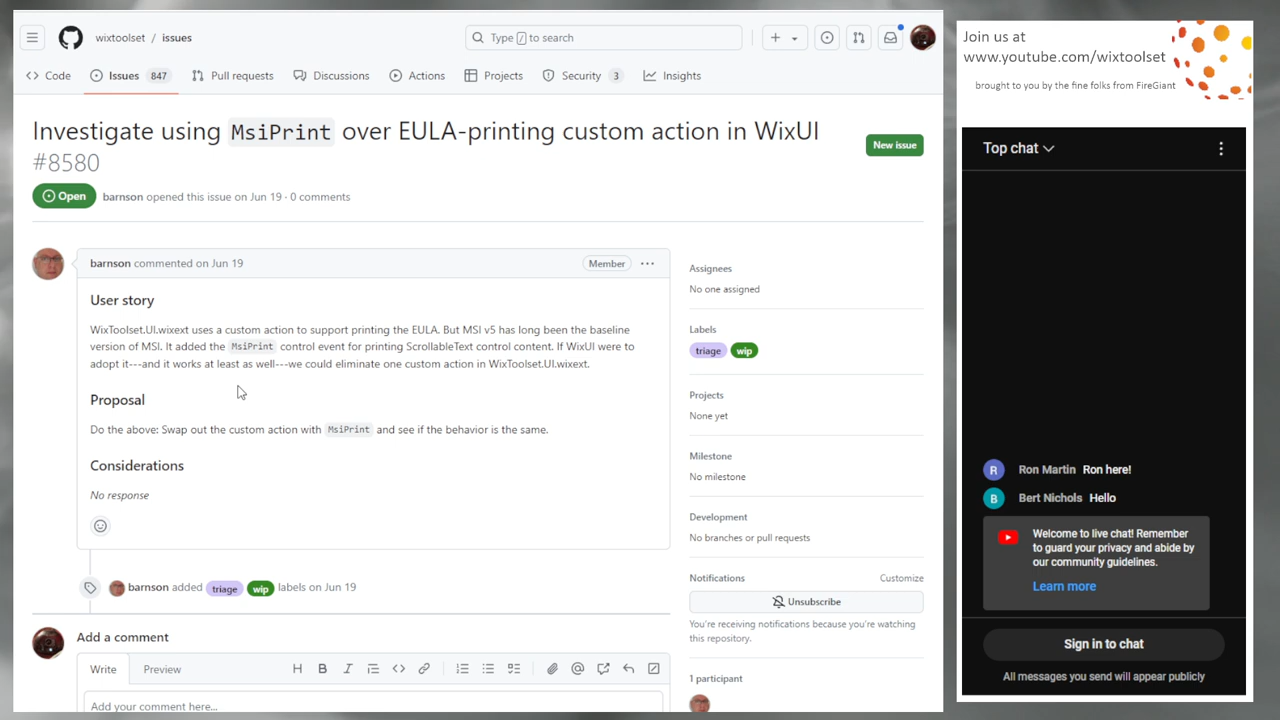 wixtoolset / issues
Type / to search
Code
Issues 847
Pull requests
Discussions
Actions
Projects
Security 3
Insights
Investigate using MsiPrint over EULA-printing custom action in WixUI
#8580
New issue
Open
barnson opened this issue on Jun 19 · 0 comments
barnson commented on Jun 19
Member
User story
WixToolset.UI.wixext uses a custom action to support printing the EULA. But MSI v5 has long been the baseline
version of MSI. It added the MsiPrint control event for printing ScrollableText control content. If WixUI were to
adopt it---and it works at least as well---we could eliminate one custom action in WixToolset.UI.wixext.
Proposal
Do the above: Swap out the custom action with MsiPrint and see if the behavior is the same.
Considerations
No response
barnson added triage wip labels on Jun 19
Add a comment
Write
Preview
H B I
Add your comment here...
Assignees
No one assigned
Labels
triage wip
Projects
None yet
Milestone
No milestone
Development
No branches or pull requests
Notifications
Customize
Unsubscribe
You're receiving notifications because you're watching
this repository.
1 participant
Join us at
www.youtube.com/wixtoolset
brought to you by the fine folks from FireGiant
Top chat
R Ron Martin Ron here!
B Bert Nichols Hello
Welcome to live chat! Remember
to guard your privacy and abide by
our community guidelines.
Learn more
Sign in to chat
All messages you send will appear publicly